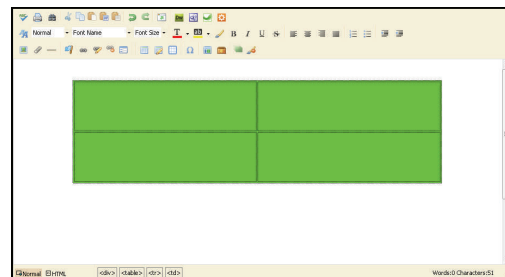 Normal Font Name Font Size T B I U S
Ω
Normal HTML <div> <table> <tr> <td> Words:0 Characters:51